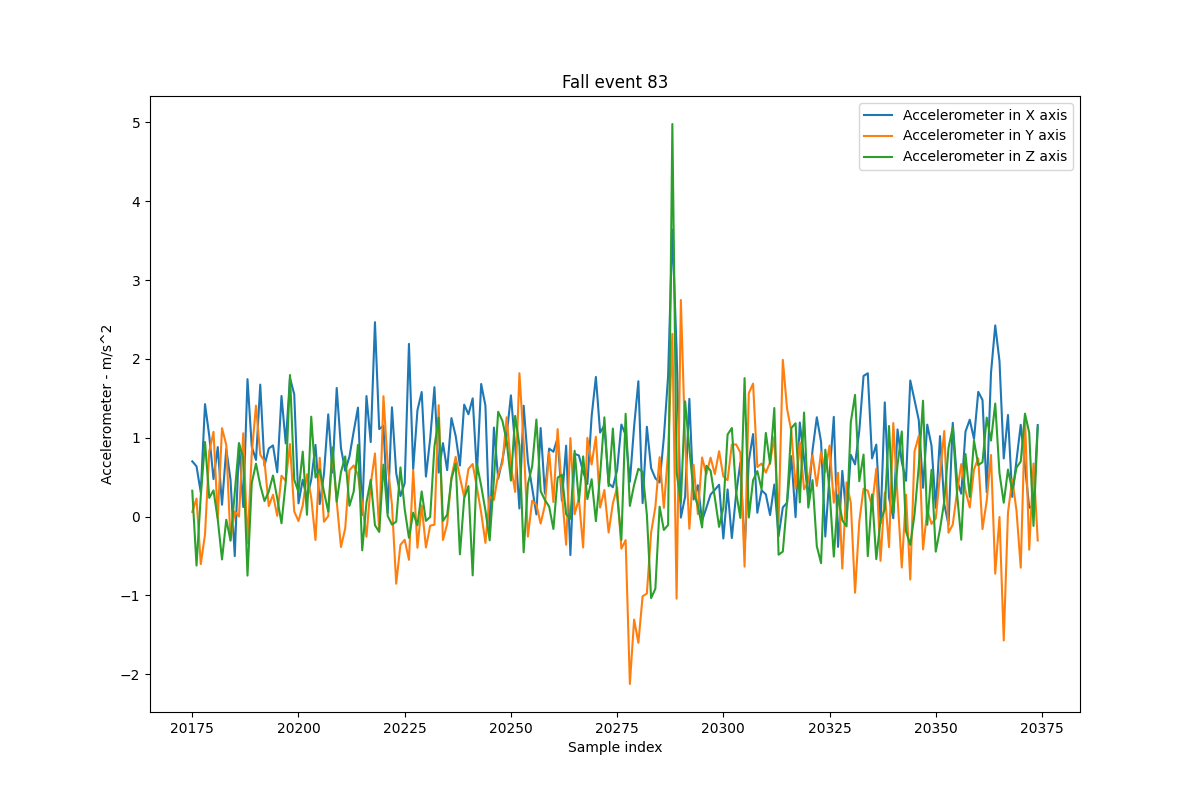 Fall event 83
Accelerometer in X axis
Accelerometer in Y axis
Accelerometer in Z axis
Accelerometer - m/s^2
5
4
3
2
1
0
−1
−2
20175
20200
20225
20250
20275
20300
20325
20350
20375
Sample index